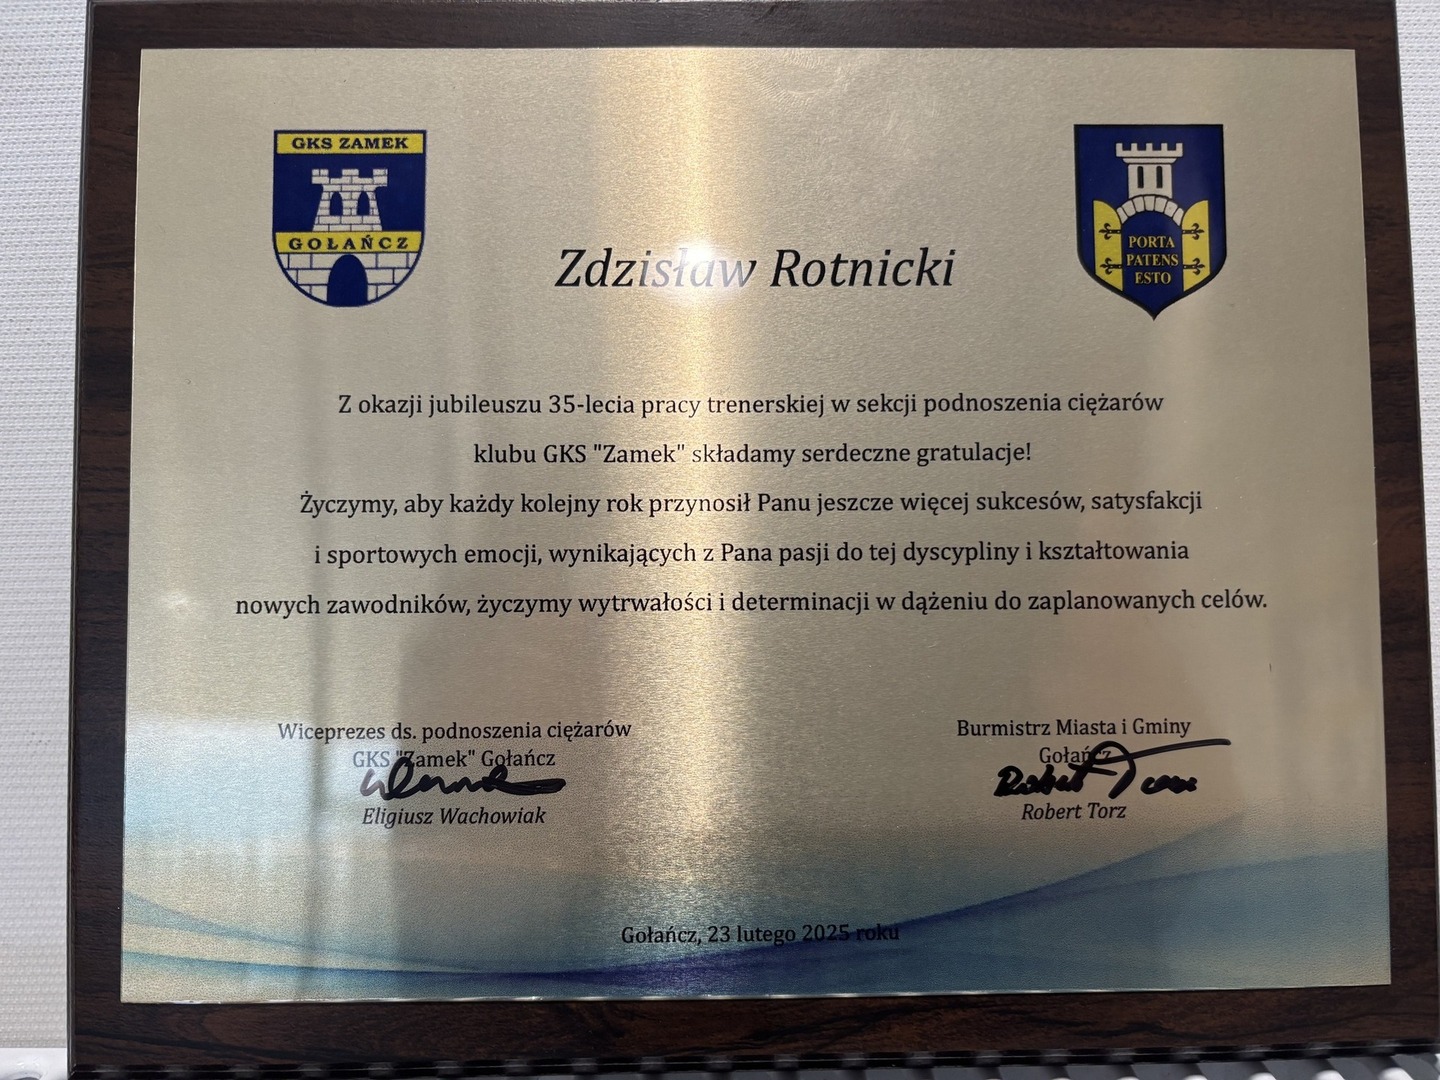 GKS ZAMEK
GOŁAŃCZ
PORTA
PATENS
ESTO
Zdzisław Rotnicki
Z okazji jubileuszu 35-lecia pracy trenerskiej w sekcji podnoszenia ciężarów
klubu GKS "Zamek" składamy serdeczne gratulacje!
Życzymy, aby każdy kolejny rok przynosił Panu jeszcze więcej sukcesów, satysfakcji
i sportowych emocji, wynikających z Pana pasji do tej dyscypliny i kształtowania
nowych zawodników, życzymy wytrwałości i determinacji w dążeniu do zaplanowanych celów.
Wiceprezes ds. podnoszenia ciężarów
GKS "Zamek" Gołańcz
Eligiusz Wachowiak
Burmistrz Miasta i Gminy
Gołańcz
Robert Torz
Robert Torz
Gołańcz, 23 lutego 2025 roku